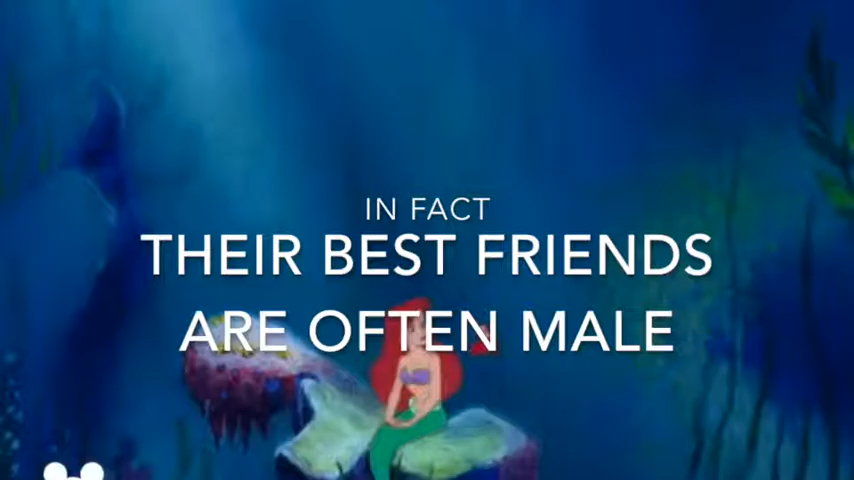 IN FACT
THEIR BEST FRIENDS
ARE OFTEN MALE